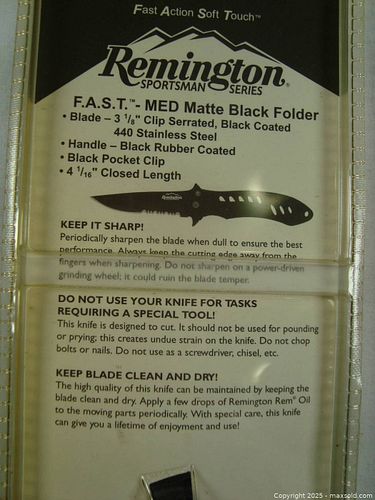 Fast Action Soft Touch™
Remington®
SPORTSMAN SERIES
F.A.S.T.™- MED Matte Black Folder
• Blade – 3 1/8" Clip Serrated, Black Coated
440 Stainless Steel
• Handle – Black Rubber Coated
• Black Pocket Clip
• 4 1/16" Closed Length
Remington
KEEP IT SHARP!
Periodically sharpen the blade when dull to ensure the best
performance. Always keep the cutting edge away from the
fingers when sharpening. Do not sharpen on a power-driven
grinding wheel; it could ruin the blade temper.
DO NOT USE YOUR KNIFE FOR TASKS
REQUIRING A SPECIAL TOOL!
This knife is designed to cut. It should not be used for pounding
or prying; this creates undue strain on the knife. Do not chop
bolts or nails. Do not use as a screwdriver, chisel, etc.
KEEP BLADE CLEAN AND DRY!
The high quality of this knife can be maintained by keeping the
blade clean and dry. Apply a few drops of Remington Rem® Oil
to the moving parts periodically. With special care, this knife
can give you a lifetime of enjoyment and use!
Copyright © 2025 - maxsold.com